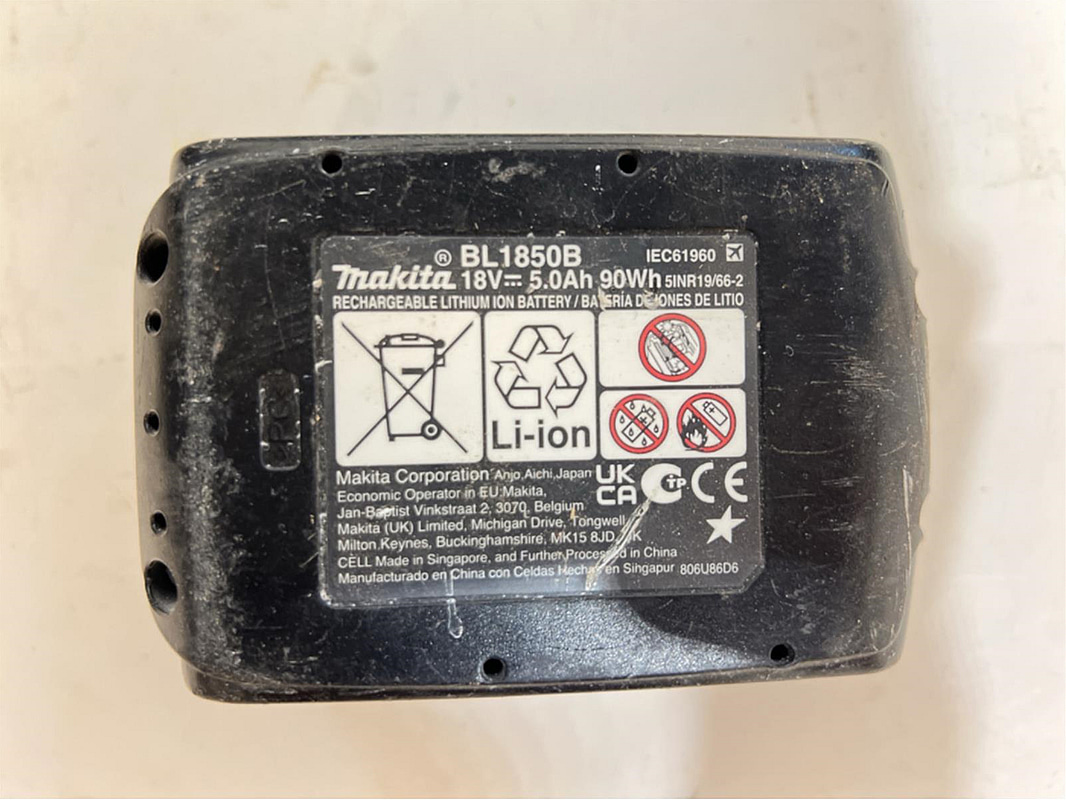 ® BL1850B IEC61960
makita 18V 5.0Ah 90Wh 5INR19/66-2
RECHARGEABLE LITHIUM ION BATTERY / BATERÍA DE IONES DE LITIO
Li-ion
Makita Corporation Anjo, Aichi, Japan
Economic Operator in EU:Makita,
Jan-Baptist Vinkstraat 2, 3070, Belgium
Makita (UK) Limited, Michigan Drive, Tongwell,
Milton Keynes, Buckinghamshire, MK15 8JD, UK
UK
CA
CTP CE
CELL Made in Singapore, and Further Processed in China
Manufacturado en China con Celdas Hechas en Singapur 806U86D6
>PC<